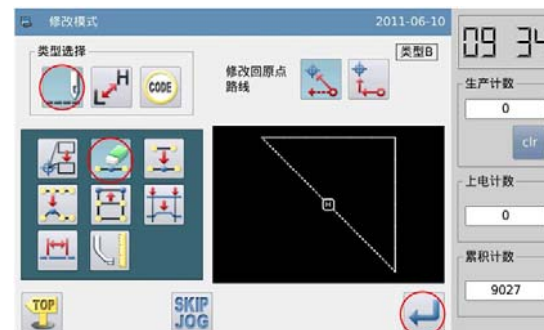 修改模式
2011-06-10
类型选择
H
CODE
修改回原点
路线
类型B
H
TOP
SKIP
JOG
09 34
生产计数
0
clr
上电计数
0
累积计数
9027